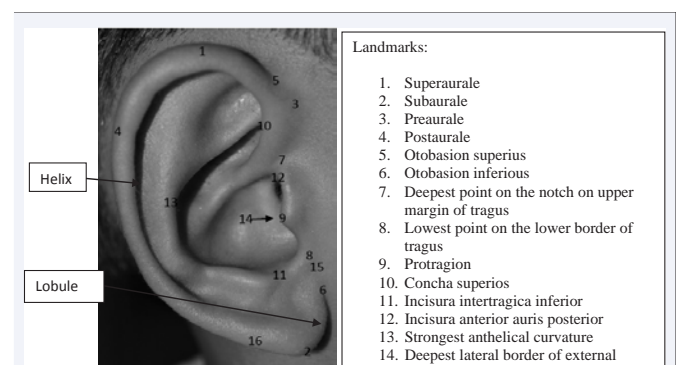 1
5
3
4
10
7
12
Helix
13
14
9
8
15
11
6
Lobule
16
2
Landmarks:
1. Superaurale
2. Subaurale
3. Preaurale
4. Postaurale
5. Otobasion superius
6. Otobasion inferious
7. Deepest point on the notch on upper
margin of tragus
8. Lowest point on the lower border of
tragus
9. Protragion
10. Concha superios
11. Incisura intertragica inferior
12. Incisura anterior auris posterior
13. Strongest anthelical curvature
14. Deepest lateral border of external